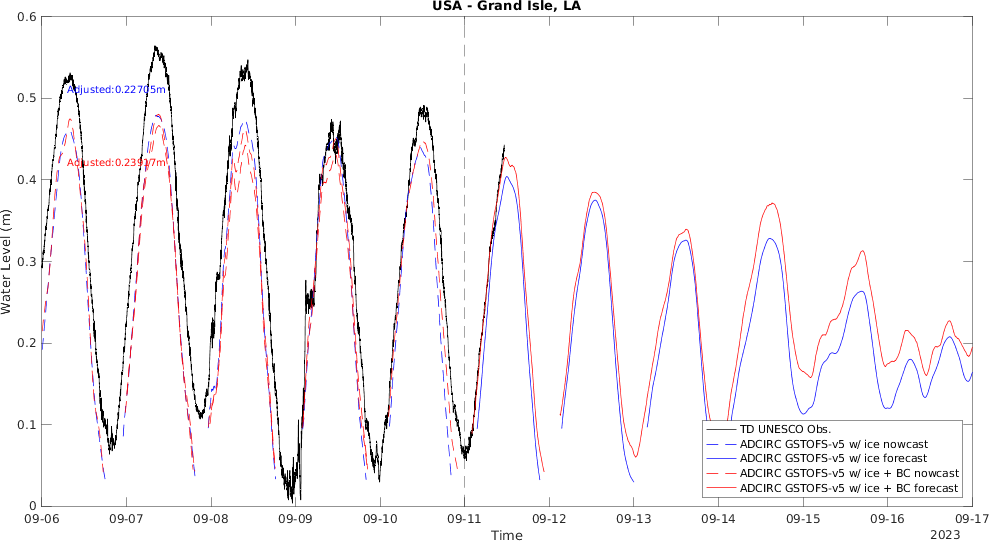 USA - Grand Isle, LA
0.6
0.5
0.4
0.3
0.2
0.1
0
Water Level (m)
Adjusted:0.22705m
Adjusted:0.23917m
TD UNESCO Obs.
ADCIRC GSTOFS-v5 w/ ice nowcast
ADCIRC GSTOFS-v5 w/ ice forecast
ADCIRC GSTOFS-v5 w/ ice + BC nowcast
ADCIRC GSTOFS-v5 w/ ice + BC forecast
09-06 09-07 09-08 09-09 09-10 09-11 09-12 09-13 09-14 09-15 09-16 09-17
Time
2023